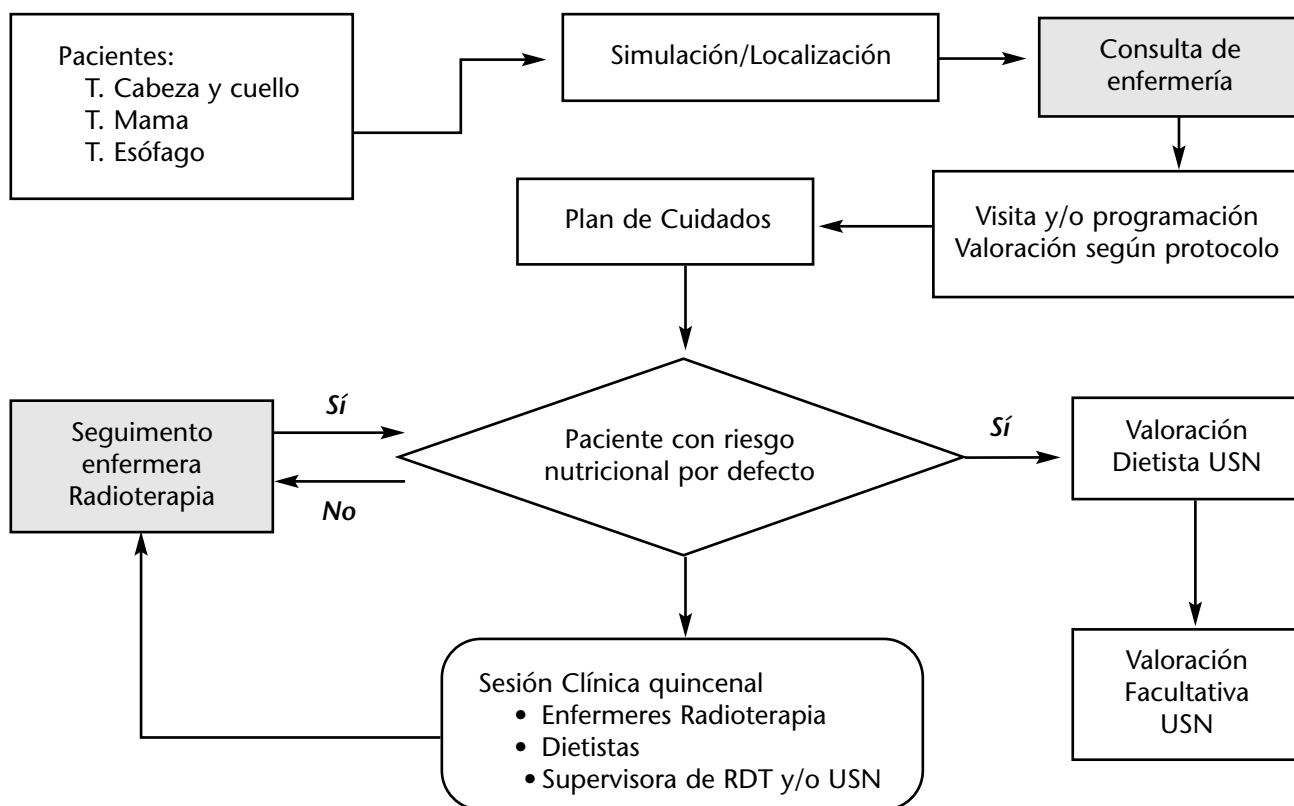 Pacientes:
T. Cabeza y cuello
T. Mama
T. Esófago
Simulación/Localización
Consulta de
enfermería
Visita y/o programación
Valoración según protocolo
Plan de Cuidados
Paciente con riesgo
nutricional por defecto
Sí
No
Seguimento
enfermera
Radioterapia
Sí
Valoración
Dietista USN
Valoración
Facultativa
USN
Sesión Clínica quincenal
• Enfermeres Radioterapia
• Dietistas
• Supervisora de RDT y/o USN